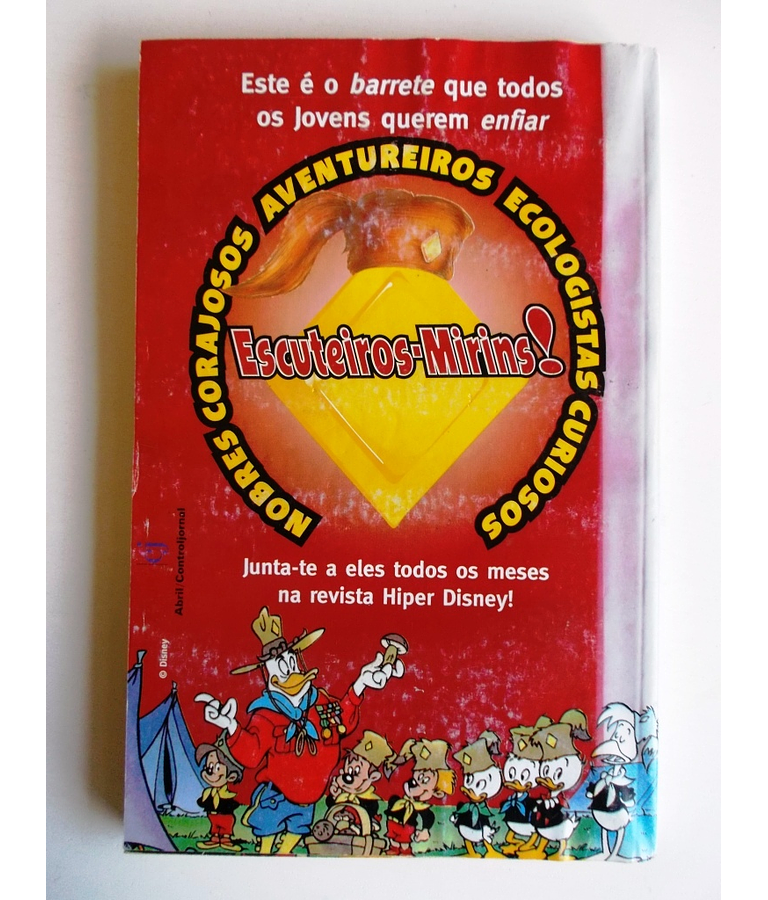 Este é o barrete que todos
os Jovens querem enfiar
NOBRES CORAJOSOS AVENTUREIROS ECOLOGISTAS CURIOSOS
Escuteiros-Mirins!
Junta-te a eles todos os meses
na revista Hiper Disney!
cj
Abril/Controljornal
© Disney